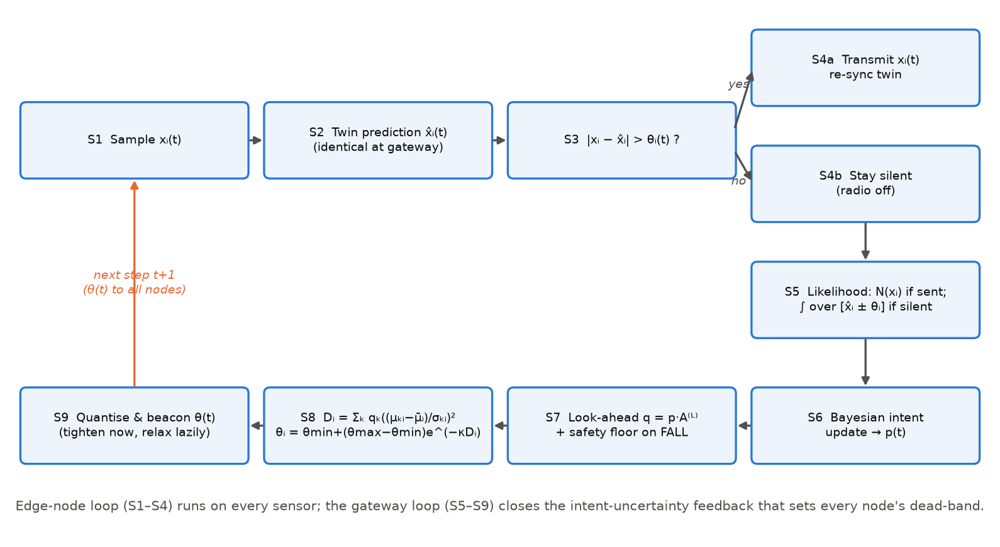 S4a  Transmit xᵢ(t)
re-sync twin
yes
S1  Sample xᵢ(t)
S2  Twin prediction x̂ᵢ(t)
(identical at gateway)
S3  |xᵢ − x̂ᵢ| > θᵢ(t) ?
no
S4b  Stay silent
(radio off)
next step t+1
(θ(t) to all nodes)
S5  Likelihood: N(xᵢ) if sent;
∫ over [x̂ᵢ ± θᵢ] if silent
S9  Quantise & beacon θ(t)
(tighten now, relax lazily)
S8  Dᵢ = Σₖ qₖ((μₖᵢ−μ̄ᵢ)/σₖᵢ)²
θᵢ = θmin+(θmax−θmin)e^(−κDᵢ)
S7  Look-ahead q = p·A⁽ᴸ⁾
+ safety floor on FALL
S6  Bayesian intent
update → p(t)
Edge-node loop (S1–S4) runs on every sensor; the gateway loop (S5–S9) closes the intent-uncertainty feedback that sets every node's dead-band.